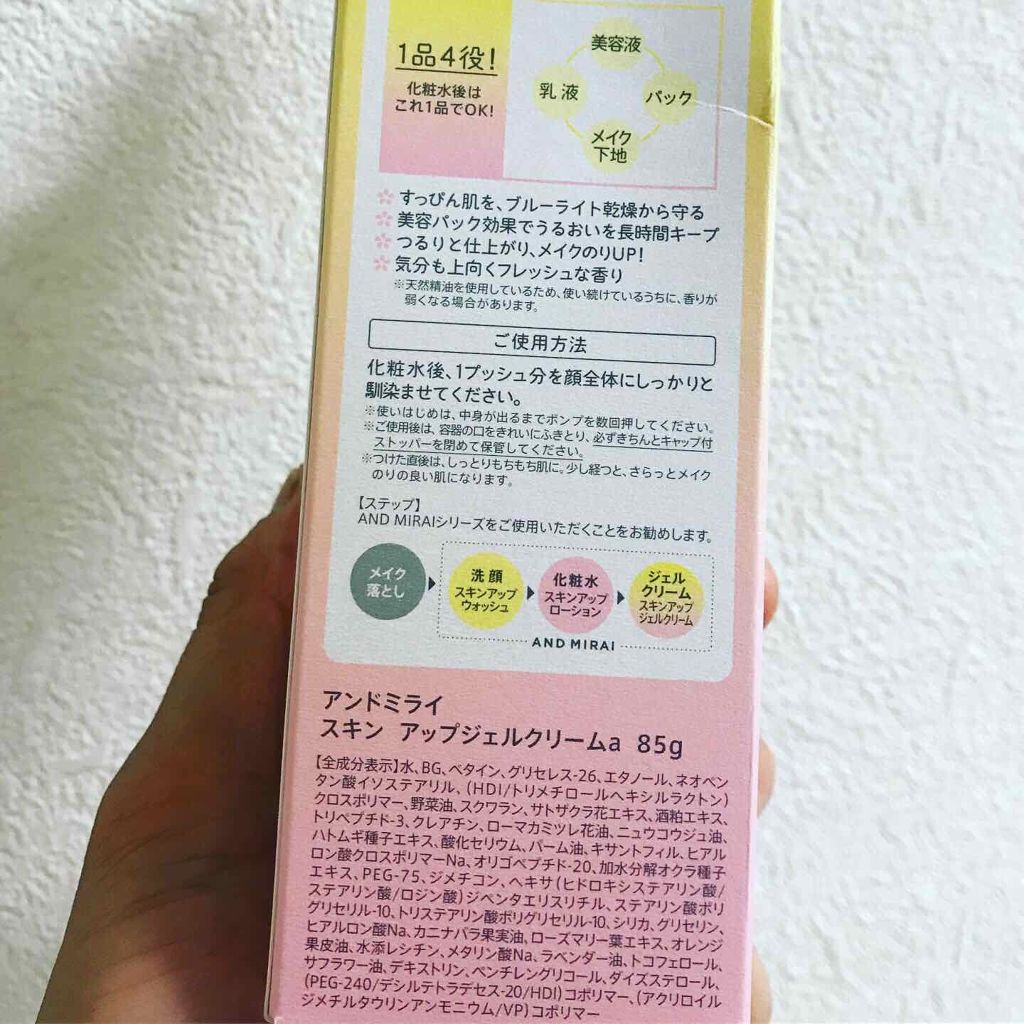 1品4役!
化粧水後は
これ1品でOK!
美容液
乳液
パック
メイク
下地
すっぴん肌を、ブルーライト乾燥から守る
美容パック効果でうるおいを長時間キープ
つるりと仕上がり、メイクのりUP!
気分も上向くフレッシュな香り
※天然精油を使用しているため、使い続けているうちに、香りが
弱くなる場合があります。
ご使用方法
化粧水後、1プッシュ分を顔全体にしっかりと
馴染ませてください。
※使いはじめは、中身が出るまでポンプを数回押してください。
※ご使用後は、容器の口をきれいにふきとり、必ずきちんとキャップ付
ストッパーを閉めて保管してください。
※つけた直後は、しっとりもちもち肌に。少し経つと、さらっとメイク
のりの良い肌になります。
【ステップ】
AND MIRAIシリーズをご使用いただくことをお勧めします。
メイク
落とし
洗顔
スキンアップ
ウォッシュ
化粧水
スキンアップ
ローション
ジェル
クリーム
スキンアップ
ジェルクリーム
AND MIRAI
アンドミライ
スキン アップジェルクリームa 85g
【全成分表示】水、BG、ベタイン、グリセレス-26、エタノール、ネオペン
タン酸イソステアリル、(HDI/トリメチロールヘキシルラクトン)
クロスポリマー、野菜油、スクワラン、サトザクラ花エキス、酒粕エキス、
トリペプチド-3、クレアチン、ローマカミツレ花油、ニュウコウジュ油、
ハトムギ種子エキス、酸化セリウム、パーム油、キサントフィル、ヒアル
ロン酸クロスポリマーNa、オリゴペプチド-20、加水分解オクラ種子
エキス、PEG-75、ジメチコン、ヘキサ(ヒドロキシステアリン酸/
ステアリン酸/ロジン酸)ジペンタエリスリチル、ステアリン酸ポリ
グリセリル-10、トリステアリン酸ポリグリセリル-10、シリカ、グリセリン、
ヒアルロン酸Na、カニナバラ果実油、ローズマリー葉エキス、オレンジ
果皮油、水添レシチン、メタリン酸Na、ラベンダー油、トコフェロール、
サフラワー油、デキストリン、ペンチレングリコール、ダイズステロール、
(PEG-240/デシルテトラデセス-20/HDI)コポリマー、(アクリロイル
ジメチルタウリンアンモニウム/VP)コポリマー